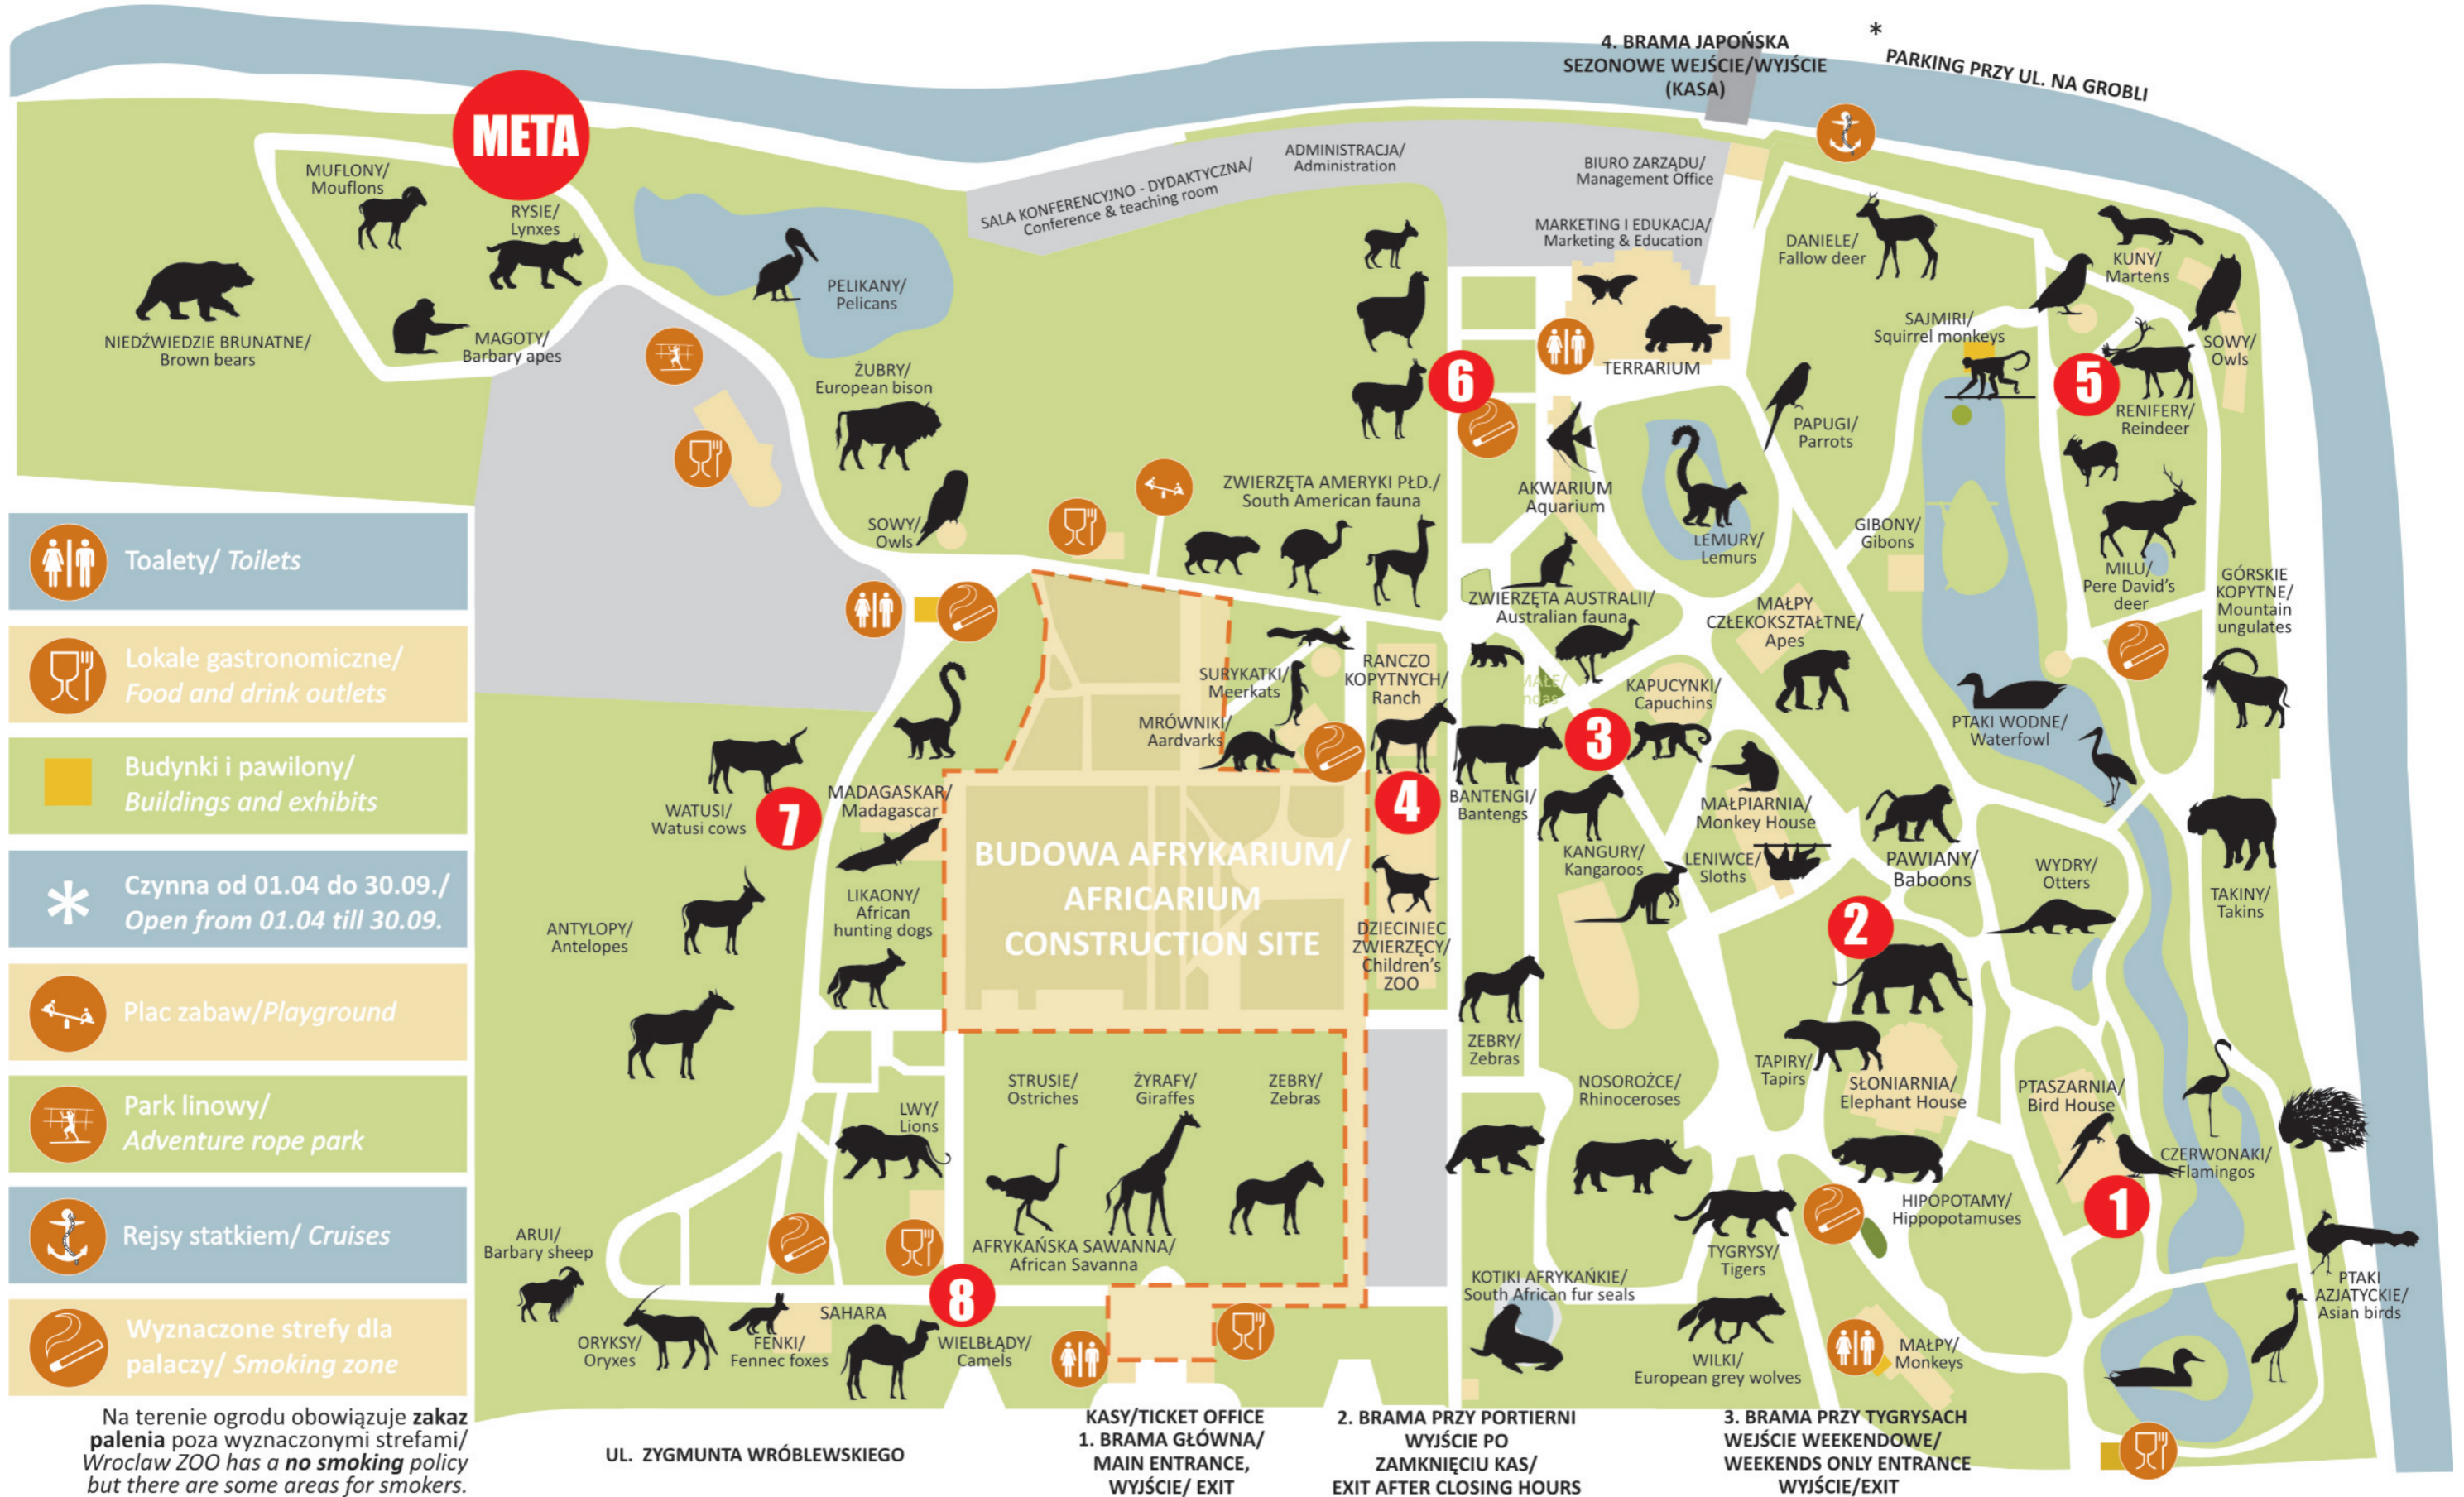 4. BRAMA JAPOŃSKA
SEZONOWE WEJŚCIE/WYJŚCIE
(KASA)
*
PARKING PRZY UL. NA GROBLI
META
MUFLONY/
Mouflons
RYSIE/
Lynxes
NIEDŹWIEDZIE BRUNATNE/
Brown bears
MAGOTY/
Barbary apes
PELIKANY/
Pelicans
ŻUBRY/
European bison
SOWY/
Owls
SALA KONFERENCYJNO - DYDAKTYCZNA/
Conference & teaching room
ADMINISTRACJA/
Administration
BIURO ZARZĄDU/
Management Office
MARKETING I EDUKACJA/
Marketing & Education
TERRARIUM
6
DANIELE/
Fallow deer
KUNY/
Martens
SAJMIRI/
Squirrel monkeys
SOWY/
Owls
5
RENIFERY/
Reindeer
PAPUGI/
Parrots
ZWIERZĘTA AMERYKI PŁD./
South American fauna
AKWARIUM
Aquarium
LEMURY/
Lemurs
GIBONY/
Gibons
MILU/
Pere David's
deer
GÓRSKIE
KOPYTNE/
Mountain
ungulates
ZWIERZĘTA AUSTRALII/
Australian fauna
MAŁPY
CZŁEKOKSZTAŁTNE/
Apes
SURYKATKI/
Meerkats
RANCZO
KOPYTNYCH/
Ranch
MAŁE/
KAPUCYNKI/
Capuchins
MRÓWNIKI/
Aardvarks
3
PTAKI WODNE/
Waterfowl
WATUSI/
Watusi cows
7
MADAGASKAR/
Madagascar
4
BANTENGI/
Bantengs
MAŁPIARNIA/
Monkey House
BUDOWA AFRYKARIUM/
AFRICARIUM
CONSTRUCTION SITE
KANGURY/
Kangaroos
LENIWCE/
Sloths
PAWIANY/
Baboons
WYDRY/
Otters
TAKINY/
Takins
ANTYLOPY/
Antelopes
LIKAONY/
African
hunting dogs
DZIECINIEC
ZWIERZĘCY/
Children's
ZOO
2
ZEBRY/
Zebras
TAPIRY/
Tapirs
SŁONIARNIA/
Elephant House
PTASZARNIA/
Bird House
NOSOROŻCE/
Rhinoceroses
STRUSIE/
Ostriches
ŻYRAFY/
Giraffes
ZEBRY/
Zebras
LWY/
Lions
CZERWONAKI/
Flamingos
1
HIPOPOTAMY/
Hippopotamuses
ARUI/
Barbary sheep
AFRYKAŃSKA SAWANNA/
African Savanna
TYGRYSY/
Tigers
KOTIKI AFRYKAŃKIE/
South African fur seals
PTAKI
AZJATYCKIE/
Asian birds
8
SAHARA
ORYKSY/
Oryxes
FENKI/
Fennec foxes
WIELBŁĄDY/
Camels
WILKI/
European grey wolves
MAŁPY/
Monkeys
Toalety/ Toilets
Lokale gastronomiczne/
Food and drink outlets
Budynki i pawilony/
Buildings and exhibits
* Czynna od 01.04 do 30.09./
Open from 01.04 till 30.09.
Plac zabaw/Playground
Park linowy/
Adventure rope park
Rejsy statkiem/ Cruises
Wyznaczone strefy dla
palaczy/ Smoking zone
Na terenie ogrodu obowiązuje zakaz
palenia poza wyznaczonymi strefami/
Wroclaw ZOO has a no smoking policy
but there are some areas for smokers.
UL. ZYGMUNTA WRÓBLEWSKIEGO
KASY/TICKET OFFICE
1. BRAMA GŁÓWNA/
MAIN ENTRANCE,
WYJŚCIE/ EXIT
2. BRAMA PRZY PORTIERNI
WYJŚCIE PO
ZAMKNIĘCIU KAS/
EXIT AFTER CLOSING HOURS
3. BRAMA PRZY TYGRYSACH
WEJŚCIE WEEKENDOWE/
WEEKENDS ONLY ENTRANCE
WYJŚCIE/EXIT